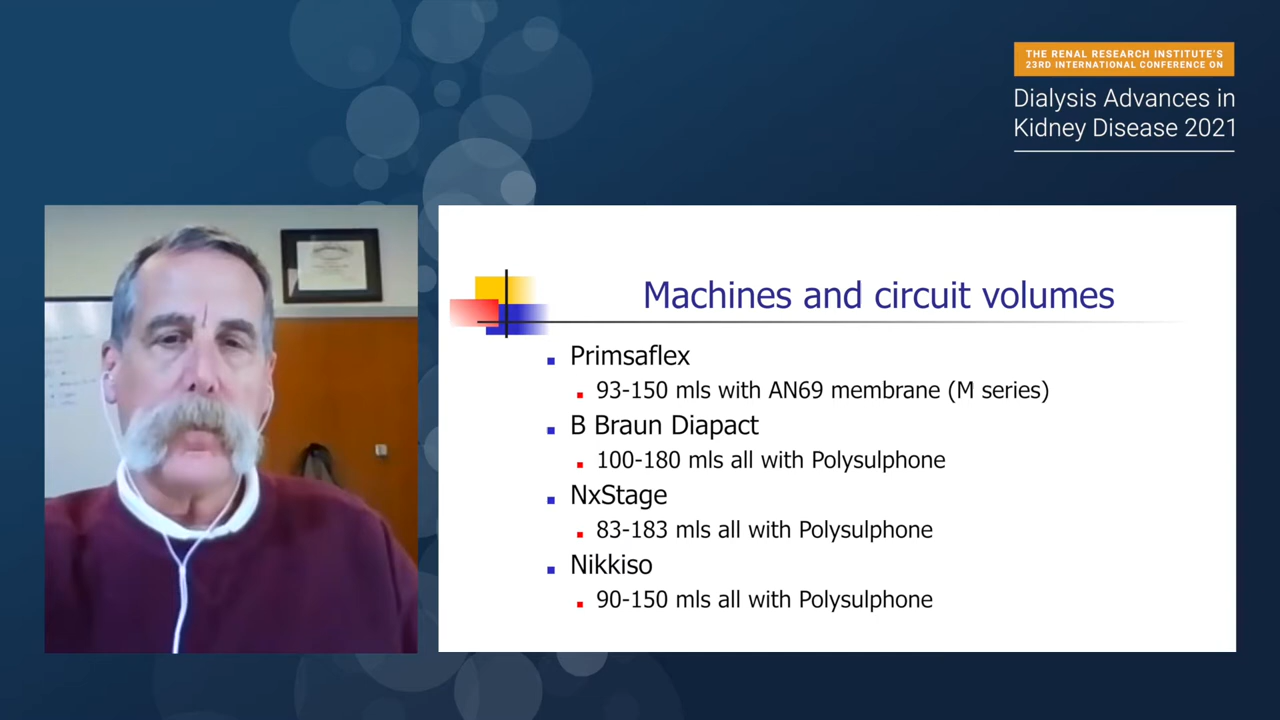 THE RENAL RESEARCH INSTITUTE'S
23RD INTERNATIONAL CONFERENCE ON
Dialysis Advances in
Kidney Disease 2021
Machines and circuit volumes
Primsaflex
93-150 mls with AN69 membrane (M series)
B Braun Diapact
100-180 mls all with Polysulphone
NxStage
83-183 mls all with Polysulphone
Nikkiso
90-150 mls all with Polysulphone